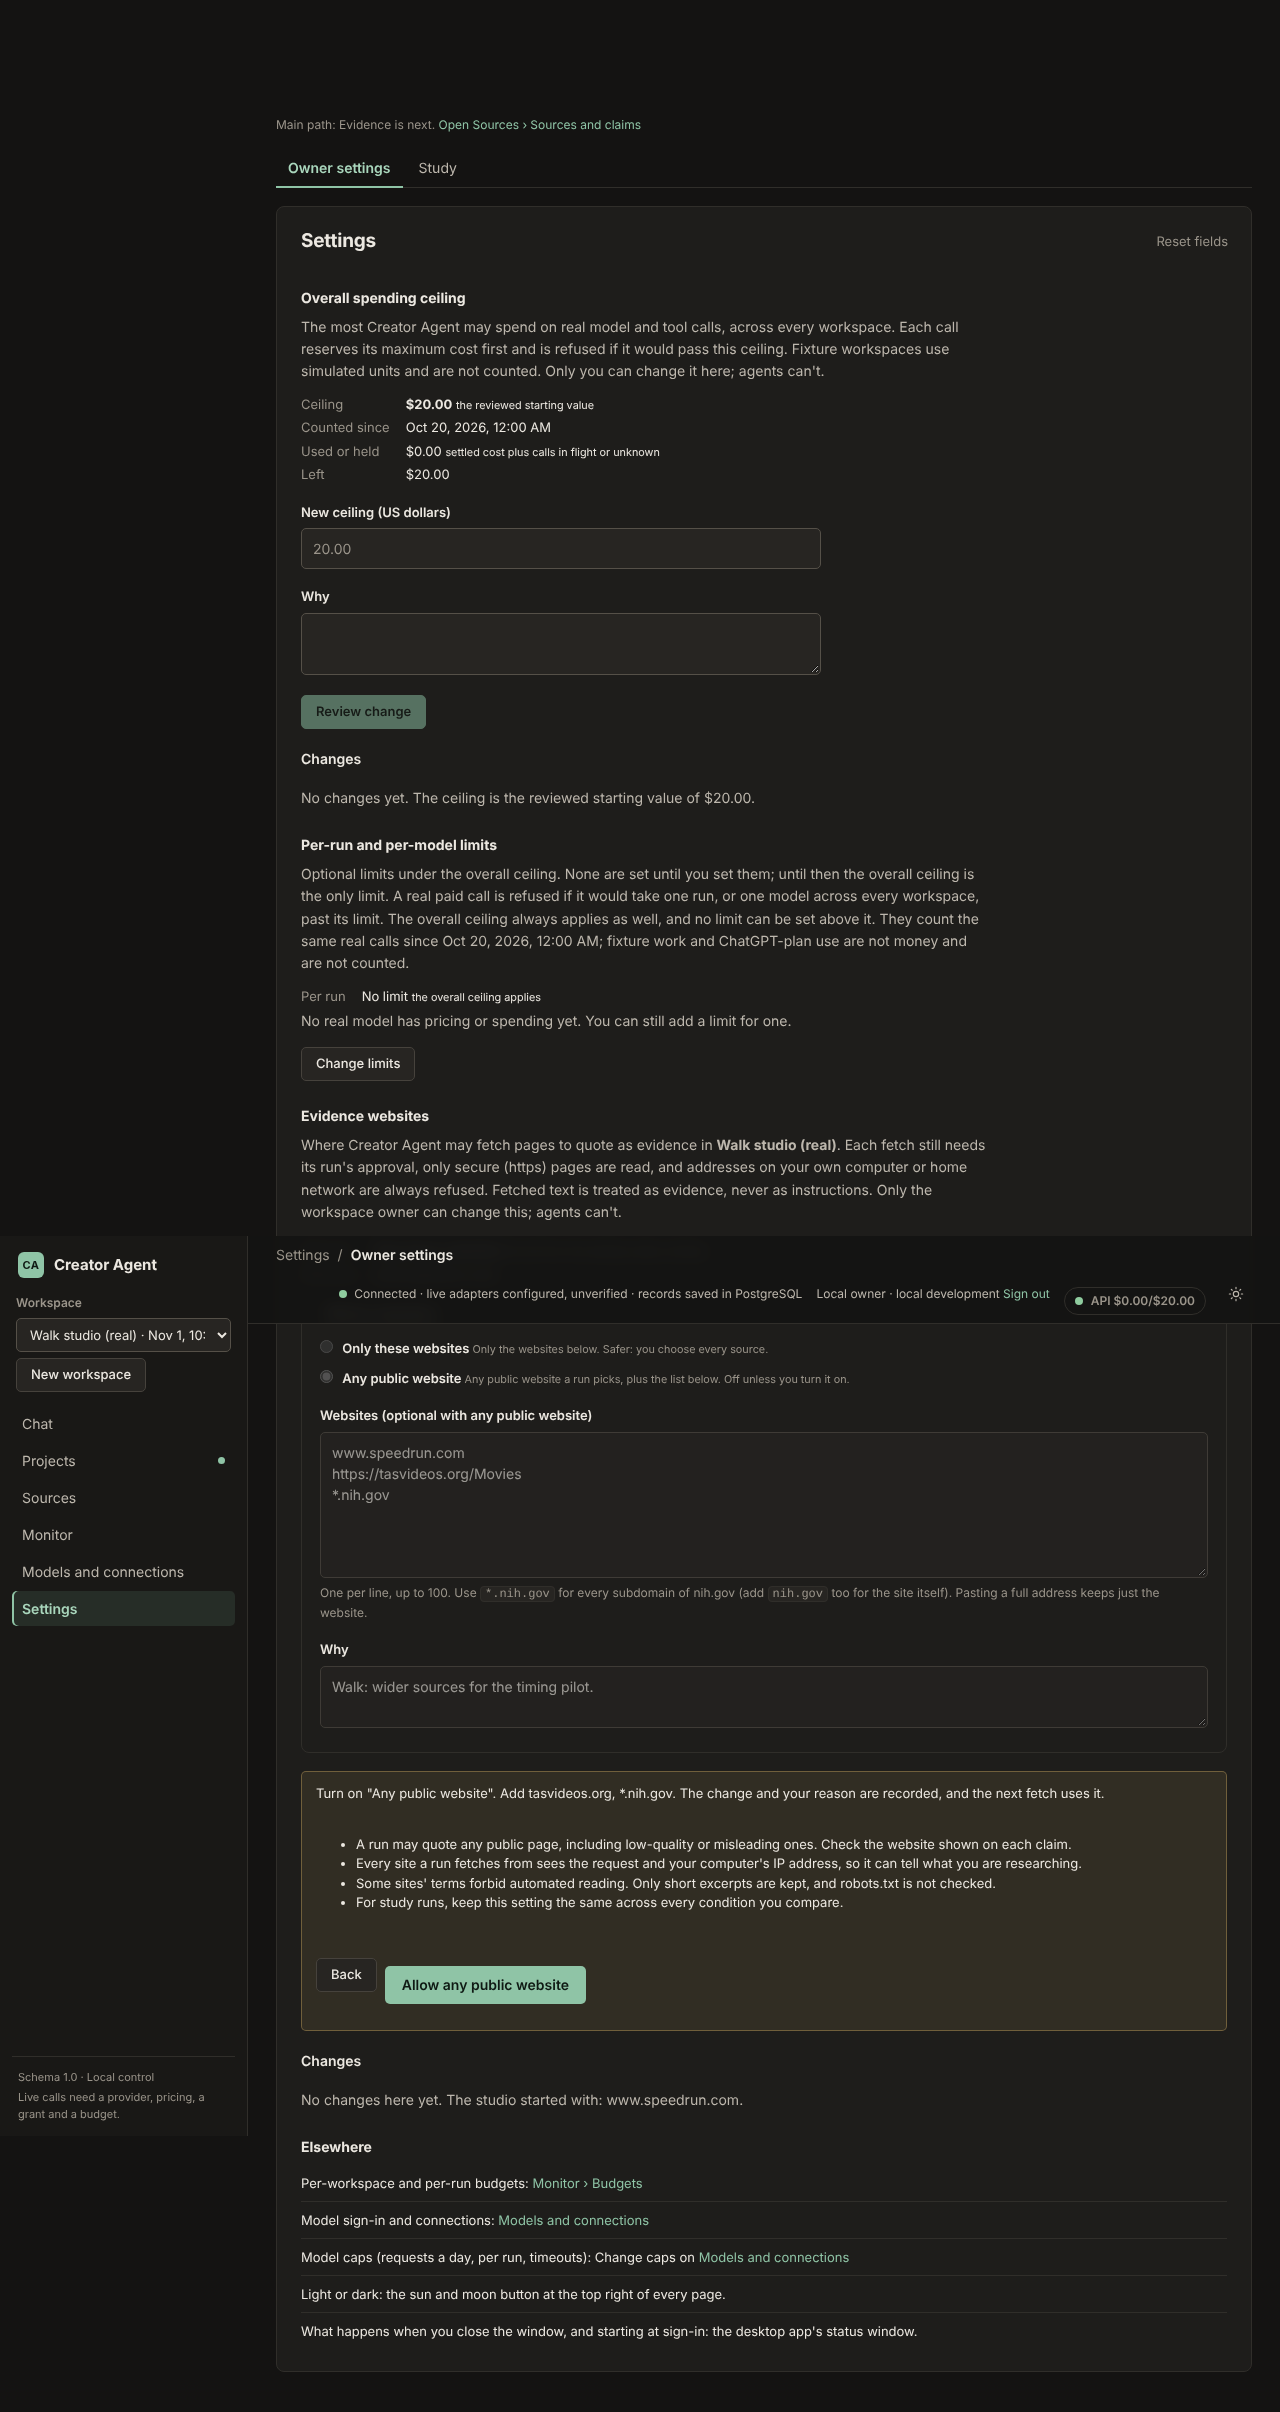 Main path: Evidence is next. Open Sources › Sources and claims
Owner settings
Study
Settings
Reset fields
Overall spending ceiling
The most Creator Agent may spend on real model and tool calls, across every workspace. Each call
reserves its maximum cost first and is refused if it would pass this ceiling. Fixture workspaces use
simulated units and are not counted. Only you can change it here; agents can't.
Ceiling $20.00 the reviewed starting value
Counted since Oct 20, 2026, 12:00 AM
Used or held $0.00 settled cost plus calls in flight or unknown
Left $20.00
New ceiling (US dollars)
20.00
Why
Review change
Changes
No changes yet. The ceiling is the reviewed starting value of $20.00.
Per-run and per-model limits
Optional limits under the overall ceiling. None are set until you set them; until then the overall ceiling is
the only limit. A real paid call is refused if it would take one run, or one model across every workspace,
past its limit. The overall ceiling always applies as well, and no limit can be set above it. They count the
same real calls since Oct 20, 2026, 12:00 AM; fixture work and ChatGPT-plan use are not money and
are not counted.
Per run No limit the overall ceiling applies
No real model has pricing or spending yet. You can still add a limit for one.
Change limits
Evidence websites
Where Creator Agent may fetch pages to quote as evidence in Walk studio (real). Each fetch still needs
its run's approval, only secure (https) pages are read, and addresses on your own computer or home
network are always refused. Fetched text is treated as evidence, never as instructions. Only the
workspace owner can change this; agents can't.
CA Creator Agent
Workspace
Walk studio (real) · Nov 1, 10:
New workspace
Chat
Projects
Sources
Monitor
Models and connections
Settings
Schema 1.0 · Local control
Live calls need a provider, pricing, a
grant and a budget.
Settings / Owner settings
Connected · live adapters configured, unverified · records saved in PostgreSQL
Local owner · local development Sign out
API $0.00/$20.00
Only these websites Only the websites below. Safer: you choose every source.
Any public website Any public website a run picks, plus the list below. Off unless you turn it on.
Websites (optional with any public website)
www.speedrun.com
https://tasvideos.org/Movies
*.nih.gov
One per line, up to 100. Use *.nih.gov for every subdomain of nih.gov (add nih.gov too for the site itself). Pasting a full address keeps just the
website.
Why
Walk: wider sources for the timing pilot.
Turn on "Any public website". Add tasvideos.org, *.nih.gov. The change and your reason are recorded, and the next fetch uses it.
• A run may quote any public page, including low-quality or misleading ones. Check the website shown on each claim.
• Every site a run fetches from sees the request and your computer's IP address, so it can tell what you are researching.
• Some sites' terms forbid automated reading. Only short excerpts are kept, and robots.txt is not checked.
• For study runs, keep this setting the same across every condition you compare.
Back
Allow any public website
Changes
No changes here yet. The studio started with: www.speedrun.com.
Elsewhere
Per-workspace and per-run budgets: Monitor › Budgets
Model sign-in and connections: Models and connections
Model caps (requests a day, per run, timeouts): Change caps on Models and connections
Light or dark: the sun and moon button at the top right of every page.
What happens when you close the window, and starting at sign-in: the desktop app's status window.